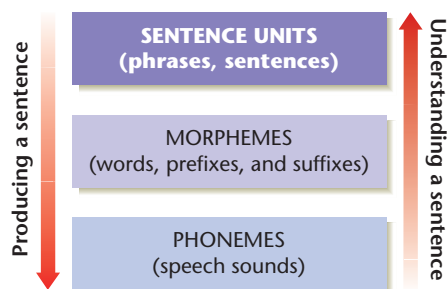 Producing a sentence
SENTENCE UNITS
(phrases, sentences)
MORPHEMES
(words, prefixes, and suffixes)
PHONEMES
(speech sounds)
Understanding a sentence